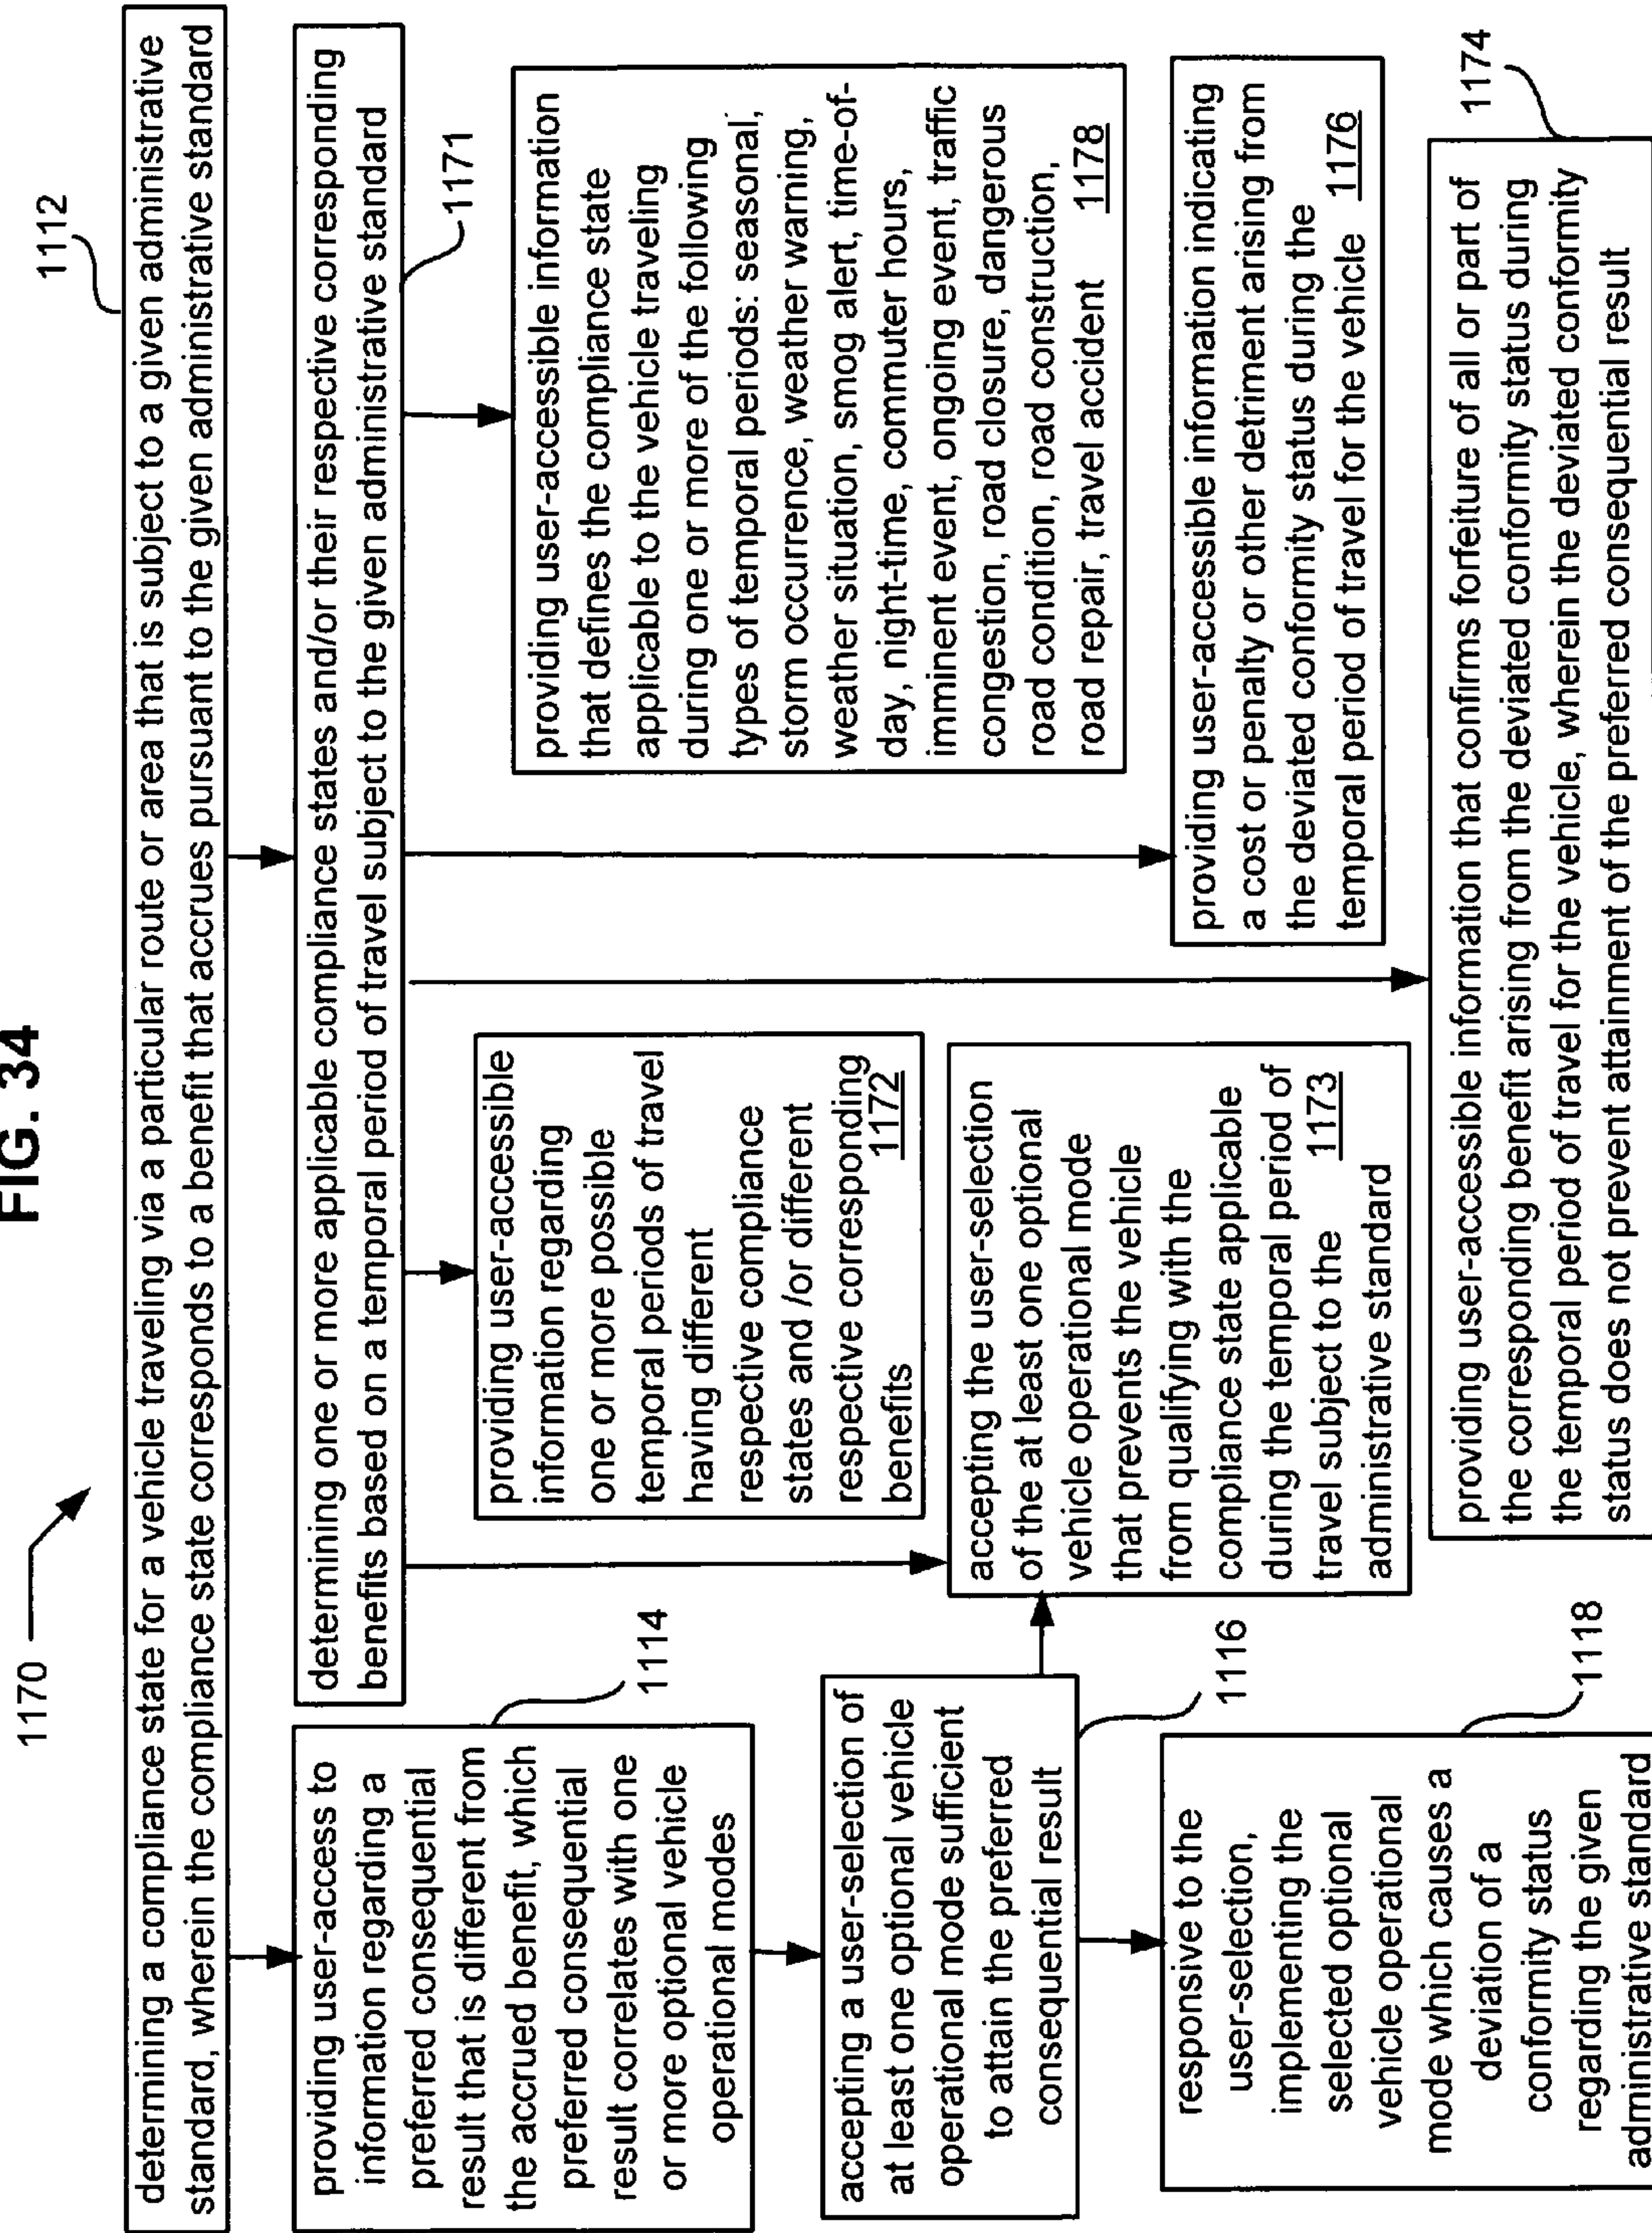 FIG. 34
1170
1112
determining a compliance state for a vehicle traveling via a particular route or area that is subject to a given administrative
standard, wherein the compliance state corresponds to a benefit that accrues pursuant to the given administrative standard
providing user-access to
information regarding a
preferred consequential
result that is different from
the accrued benefit, which
preferred consequential
result correlates with one
or more optional vehicle
operational modes
1114
accepting a user-selection of
at least one optional vehicle
operational mode sufficient
to attain the preferred
consequential result
1116
responsive to the
user-selection,
implementing the
selected optional
vehicle operational
mode which causes a
deviation of a
conformity status
regarding the given
administrative standard
1118
determining one or more applicable compliance states and/or their respective corresponding
benefits based on a temporal period of travel subject to the given administrative standard
1171
providing user-accessible
information regarding
one or more possible
temporal periods of travel
having different
respective compliance
states and /or different
respective corresponding
benefits 1172
accepting the user-selection
of the at least one optional
vehicle operational mode
that prevents the vehicle
from qualifying with the
compliance state applicable
during the temporal period of
travel subject to the 1173
administrative standard
providing user-accessible information
that defines the compliance state
applicable to the vehicle traveling
during one or more of the following
types of temporal periods: seasonal,
storm occurrence, weather warning,
weather situation, smog alert, time-of-
day, night-time, commuter hours,
imminent event, ongoing event, traffic
congestion, road closure, dangerous
road condition, road construction,
road repair, travel accident 1178
providing user-accessible information indicating
a cost or penalty or other detriment arising from
the deviated conformity status during the
temporal period of travel for the vehicle 1176
providing user-accessible information that confirms forfeiture of all or part of
the corresponding benefit arising from the deviated conformity status during
the temporal period of travel for the vehicle, wherein the deviated conformity
status does not prevent attainment of the preferred consequential result
1174